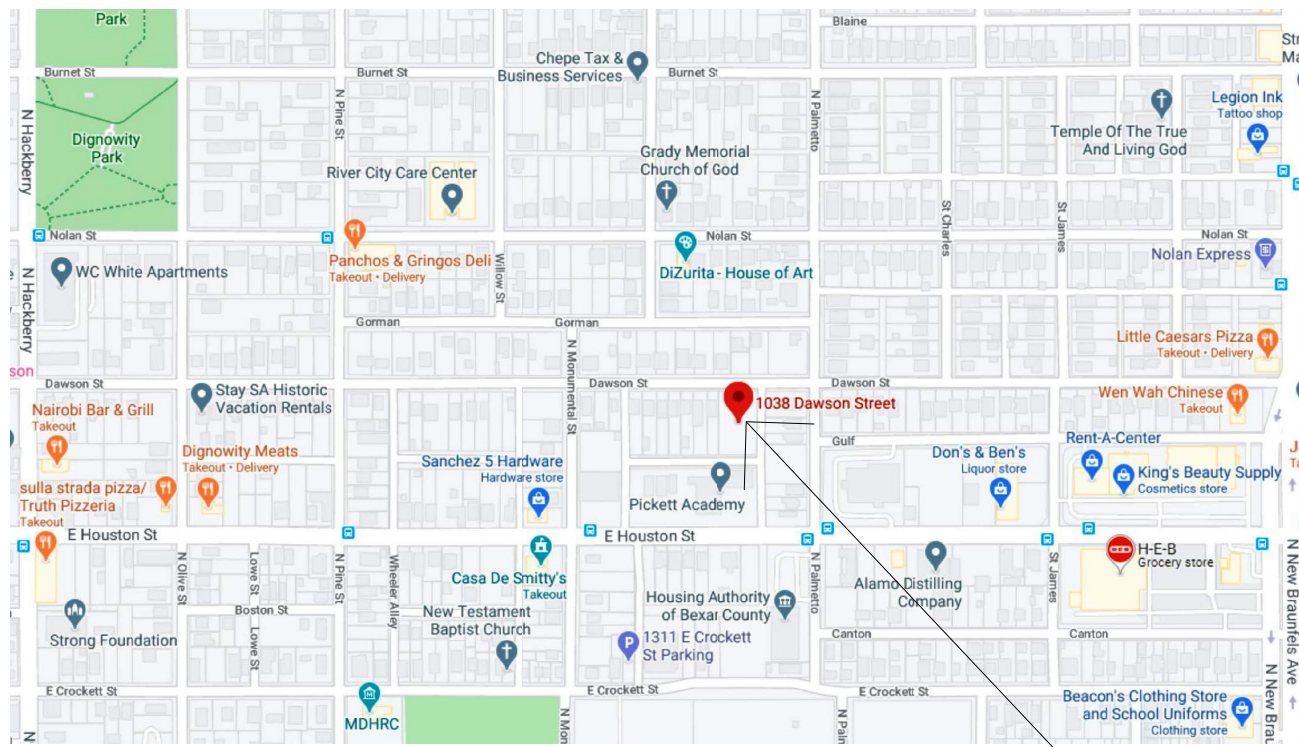 Park
Blaine
Str
Ma
Chepe Tax &
Business Services
Burnet St
Burnet St
Burnet St
N Hackberry
N Pine St
N Palmetto
Legion Ink
Tattoo shop
Dignowity
Park
Temple Of The True
And Living God
Grady Memorial
Church of God
River City Care Center
St Charles
St James
Nolan St
Nolan St
Nolan St
Panchos & Gringos Deli
Takeout • Delivery
Willow St
DiZurita - House of Art
Nolan Express
WC White Apartments
N Hackberry
Gorman
Gorman
Little Caesars Pizza
Takeout • Delivery
N Monumental St
son
Dawson St
Dawson St
Dawson St
Stay SA Historic
Vacation Rentals
1038 Dawson Street
Wen Wah Chinese
Takeout
Nairobi Bar & Grill
Takeout
Gulf
Rent-A-Center
Dignowity Meats
Takeout • Delivery
Sanchez 5 Hardware
Hardware store
Don's & Ben's
Liquor store
King's Beauty Supply
Cosmetics store
sulla strada pizza/
Truth Pizzeria
Takeout
Pickett Academy
E Houston St
E Houston St
H-E-B
Grocery store
N Olive St
Lowe St
N Pine St
Wheeler Alley
Casa De Smitty's
Takeout
N Palmetto
Alamo Distilling
Company
St James
N New Braunfels Ave
Boston St
Housing Authority
of Bexar County
New Testament
Baptist Church
Strong Foundation
Lowe St
1311 E Crockett
St Parking
P
Canton
Canton
E Crockett St
E Crockett St
E Crockett St
MDHRC
N
N Mon
N Palm
Beacon's Clothing Store
and School Uniforms
Clothing store
N New Brau